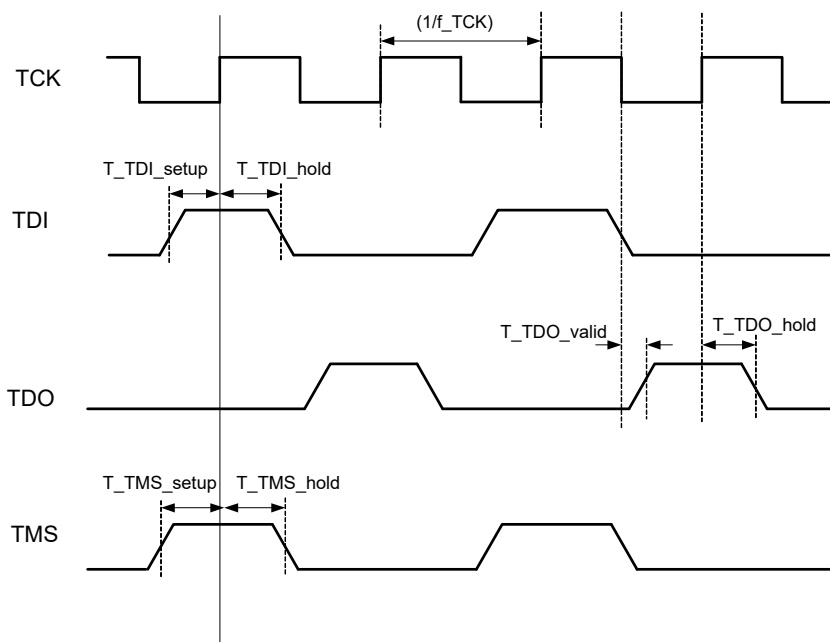 (1/f_TCK)
TCK
T_TDI_setup T_TDI_hold
TDI
T_TDO_valid T_TDO_hold
TDO
T_TMS_setup T_TMS_hold
TMS